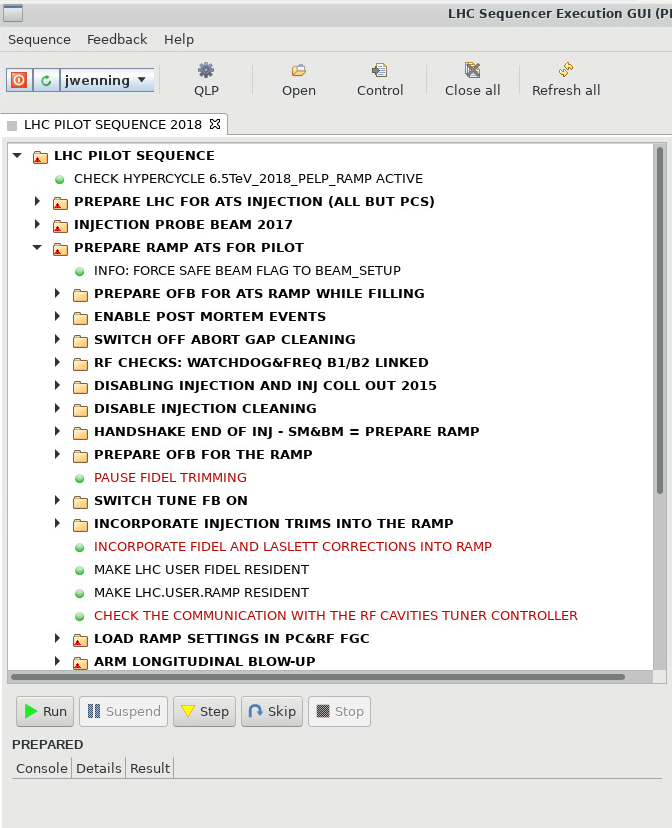 LHC Sequencer Execution GUI (P
Sequence Feedback Help
jwenning QLP Open Control Close all Refresh all
LHC PILOT SEQUENCE 2018
LHC PILOT SEQUENCE
CHECK HYPERCYCLE 6.5TeV_2018_PELP_RAMP ACTIVE
PREPARE LHC FOR ATS INJECTION (ALL BUT PCS)
INJECTION PROBE BEAM 2017
PREPARE RAMP ATS FOR PILOT
INFO: FORCE SAFE BEAM FLAG TO BEAM_SETUP
PREPARE OFB FOR ATS RAMP WHILE FILLING
ENABLE POST MORTEM EVENTS
SWITCH OFF ABORT GAP CLEANING
RF CHECKS: WATCHDOG&FREQ B1/B2 LINKED
DISABLING INJECTION AND INJ COLL OUT 2015
DISABLE INJECTION CLEANING
HANDSHAKE END OF INJ - SM&BM = PREPARE RAMP
PREPARE OFB FOR THE RAMP
PAUSE FIDEL TRIMMING
SWITCH TUNE FB ON
INCORPORATE INJECTION TRIMS INTO THE RAMP
INCORPORATE FIDEL AND LASLETT CORRECTIONS INTO RAMP
MAKE LHC USER FIDEL RESIDENT
MAKE LHC.USER.RAMP RESIDENT
CHECK THE COMMUNICATION WITH THE RF CAVITIES TUNER CONTROLLER
LOAD RAMP SETTINGS IN PC&RF FGC
ARM LONGITUDINAL BLOW-UP
Run Suspend Step Skip Stop
PREPARED
Console Details Result